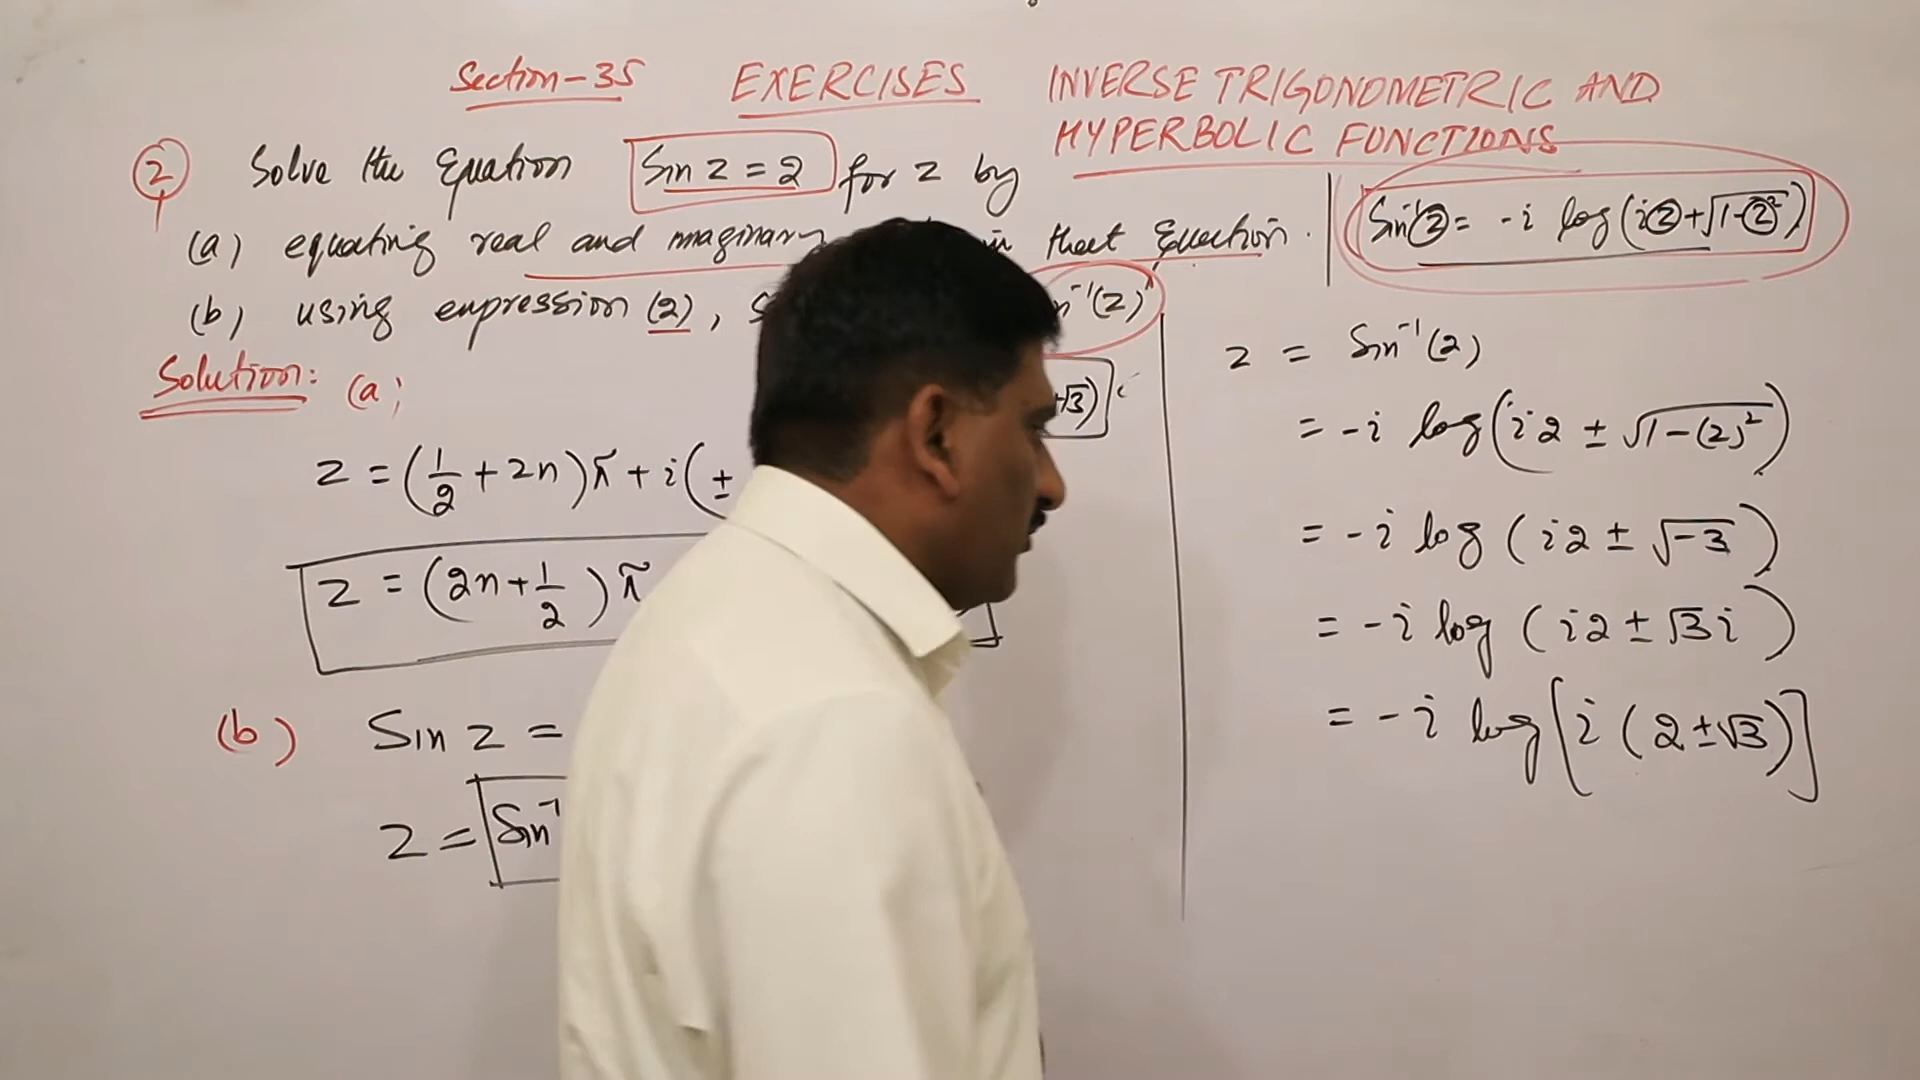 Section-35 EXERCISES INVERSE TRIGONOMETRIC AND
HYPERBOLIC FUNCTIONS
(2) Solve the Equation Sin z = 2 for z by
(a) equating real and imaginary in that Equation.
Sin⁻¹z = -i log(iz+√1-z²)
(b) using expression (2), (z)
Solution: (a;
+√3)
z = (1/2 + 2n)π + i(±
z = (2n+1/2)π
(b) Sin z =
z = Sin⁻¹
z = Sin⁻¹(2)
= -i log(i2 ± √1-(2)²)
= -i log (i2 ± √-3)
= -i log (i2 ± √3i)
= -i log[i (2±√3)]